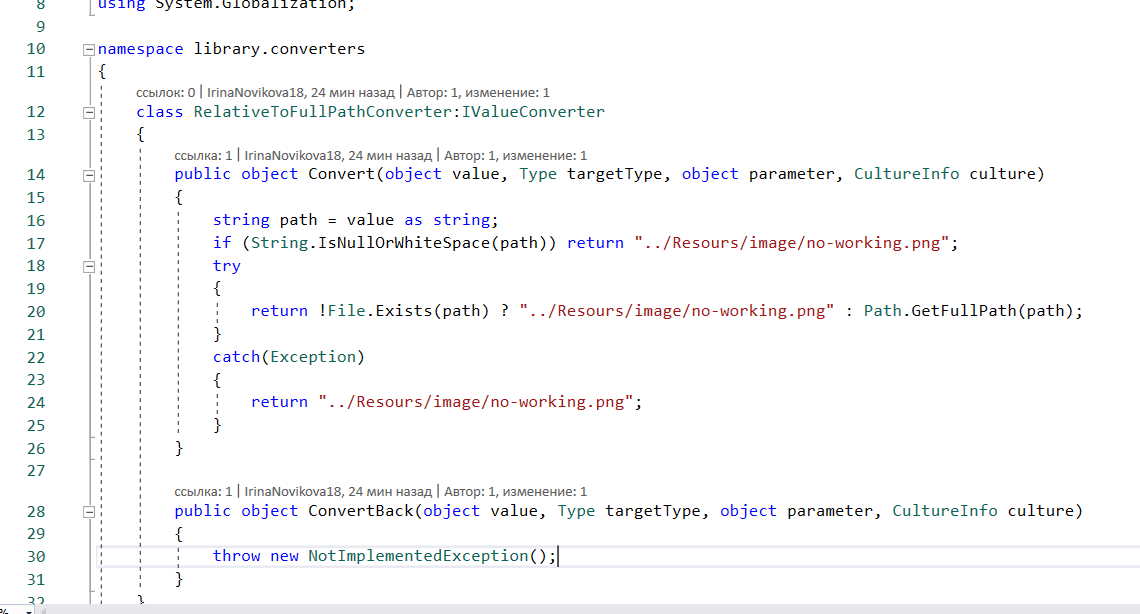 8 using System.Globalization;
9
10 namespace library.converters
11 {
ссылок: 0 | IrinaNovikova18, 24 мин назад | Автор: 1, изменение: 1
12 class RelativeToFullPathConverter:IValueConverter
13 {
ссылка: 1 | IrinaNovikova18, 24 мин назад | Автор: 1, изменение: 1
14 public object Convert(object value, Type targetType, object parameter, CultureInfo culture)
15 {
16 string path = value as string;
17 if (String.IsNullOrWhiteSpace(path)) return "../Resours/image/no-working.png";
18 try
19 {
20 return !File.Exists(path) ? "../Resours/image/no-working.png" : Path.GetFullPath(path);
21 }
22 catch(Exception)
23 {
24 return "../Resours/image/no-working.png";
25 }
26 }
27
ссылка: 1 | IrinaNovikova18, 24 мин назад | Автор: 1, изменение: 1
28 public object ConvertBack(object value, Type targetType, object parameter, CultureInfo culture)
29 {
30 throw new NotImplementedException();
31 }
32 }
%